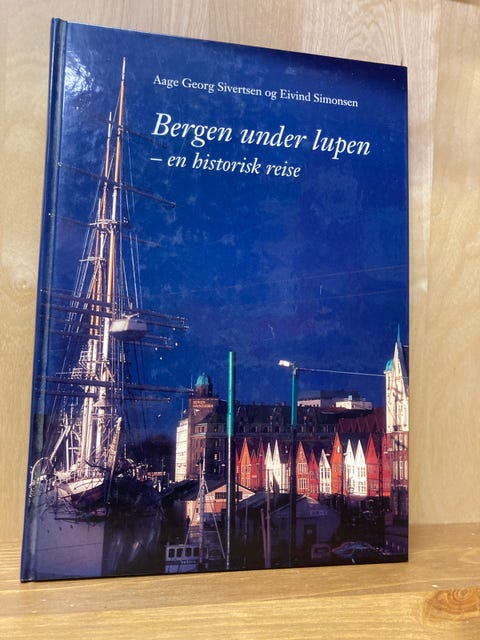 Aage Georg Sivertsen og Eivind Simonsen
Bergen under lupen
– en historisk reise